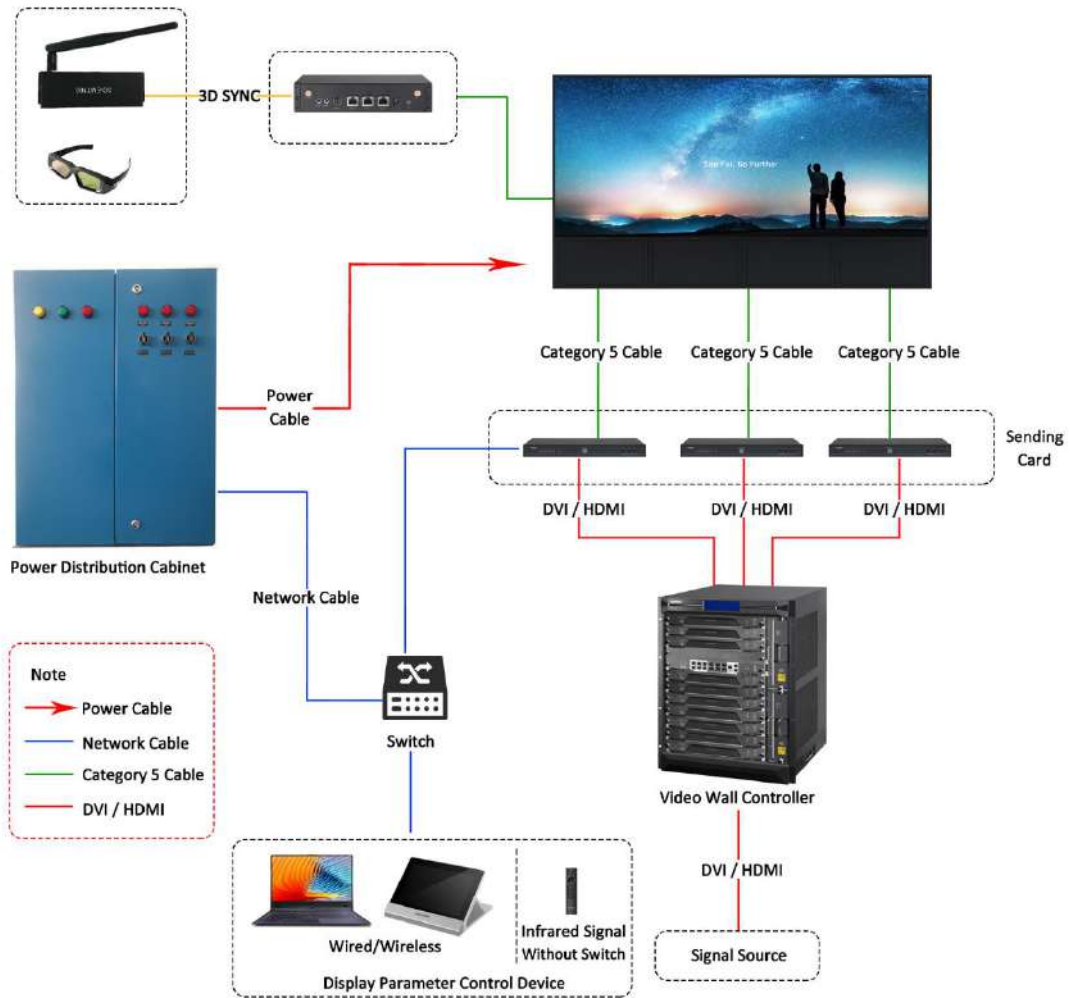 3D SYNC
See Far, Go Further
Category 5 Cable
Category 5 Cable
Category 5 Cable
Power
Cable
Sending
Card
DVI / HDMI
DVI / HDMI
DVI / HDMI
Power Distribution Cabinet
Network Cable
Note
Power Cable
Network Cable
Category 5 Cable
DVI / HDMI
Switch
Video Wall Controller
DVI / HDMI
Wired/Wireless
Infrared Signal
Without Switch
Display Parameter Control Device
Signal Source